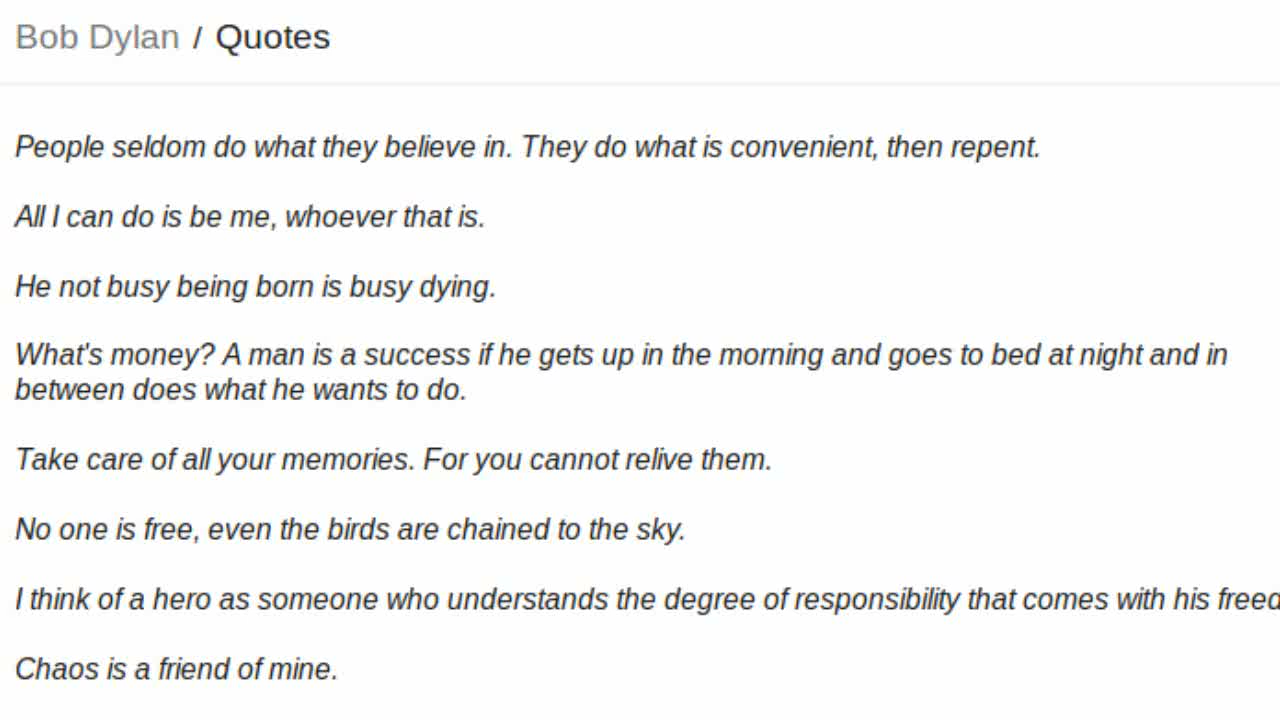 Bob Dylan / Quotes
People seldom do what they believe in. They do what is convenient, then repent.
All I can do is be me, whoever that is.
He not busy being born is busy dying.
What's money? A man is a success if he gets up in the morning and goes to bed at night and in
between does what he wants to do.
Take care of all your memories. For you cannot relive them.
No one is free, even the birds are chained to the sky.
I think of a hero as someone who understands the degree of responsibility that comes with his
Chaos is a friend of mine.